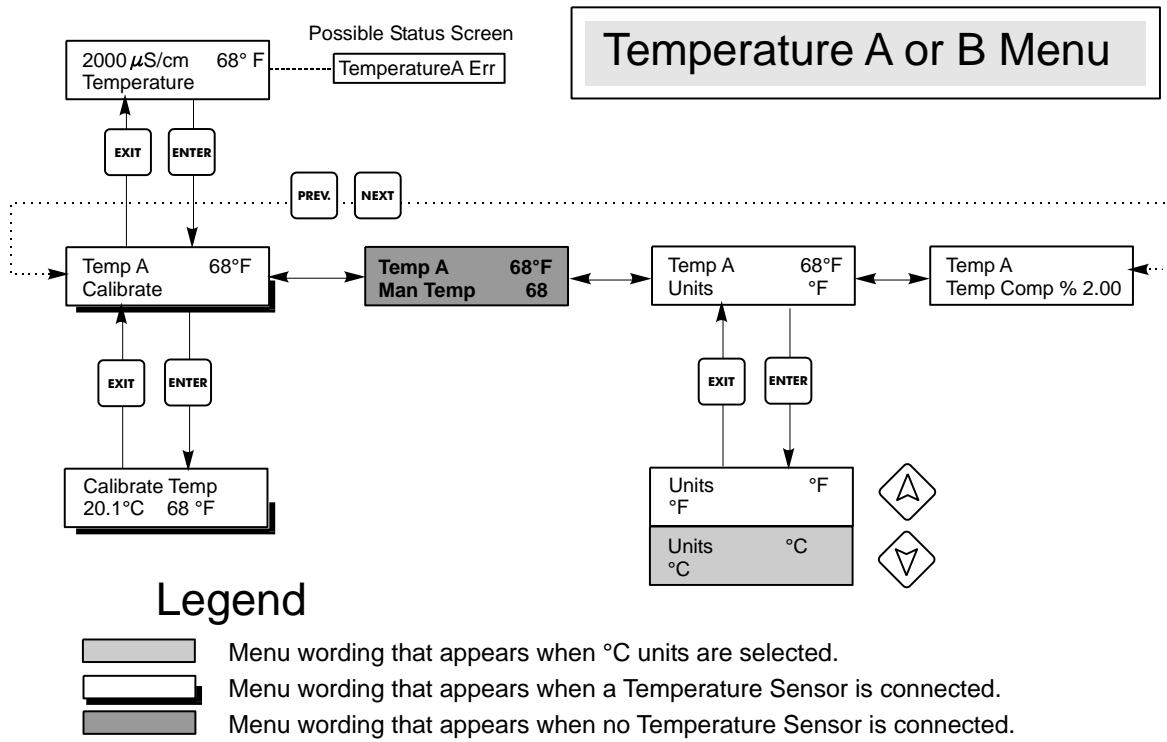 Possible Status Screen
Temperature A or B Menu
2000 µS/cm 68° F
Temperature
TemperatureA Err
EXIT
ENTER
PREV.
NEXT
Temp A 68°F
Calibrate
Temp A 68°F
Man Temp 68
Temp A 68°F
Units °F
Temp A
Temp Comp % 2.00
EXIT
ENTER
EXIT
ENTER
Calibrate Temp
20.1°C 68 °F
Units °F
°F
Units °C
°C
Legend
Menu wording that appears when °C units are selected.
Menu wording that appears when a Temperature Sensor is connected.
Menu wording that appears when no Temperature Sensor is connected.